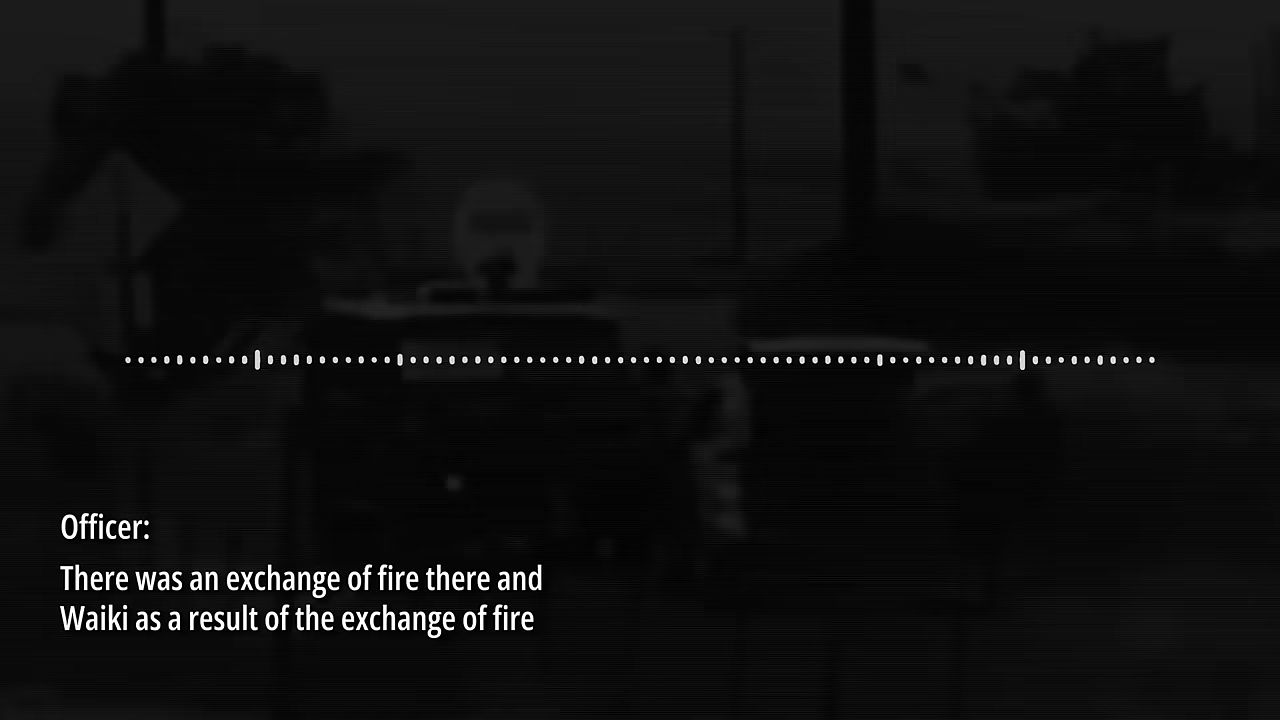 Officer:
There was an exchange of fire there and
Waiki as a result of the exchange of fire